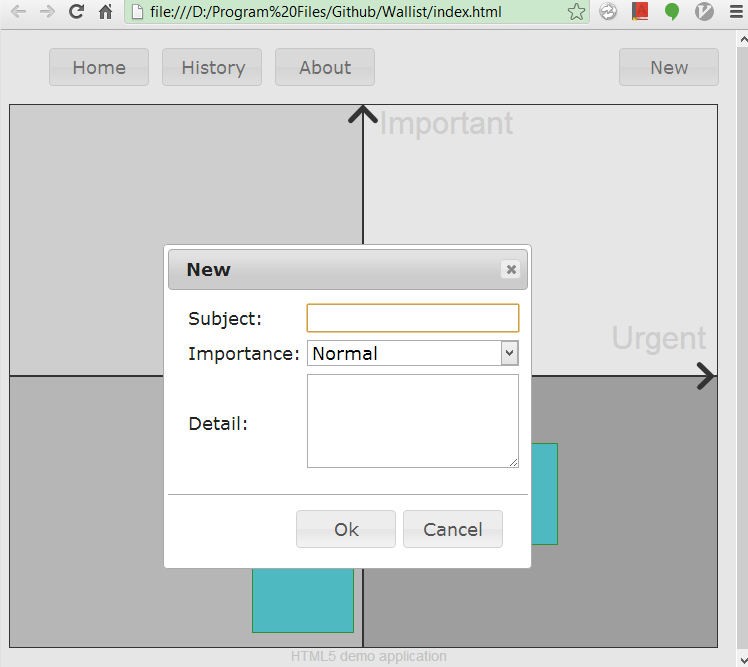 file:///D:/Program%20Files/Github/Wallist/index.html
Home History About New
Important
New
Subject:
Urgent
Importance: Normal
Detail:
Ok Cancel
HTML5 demo application